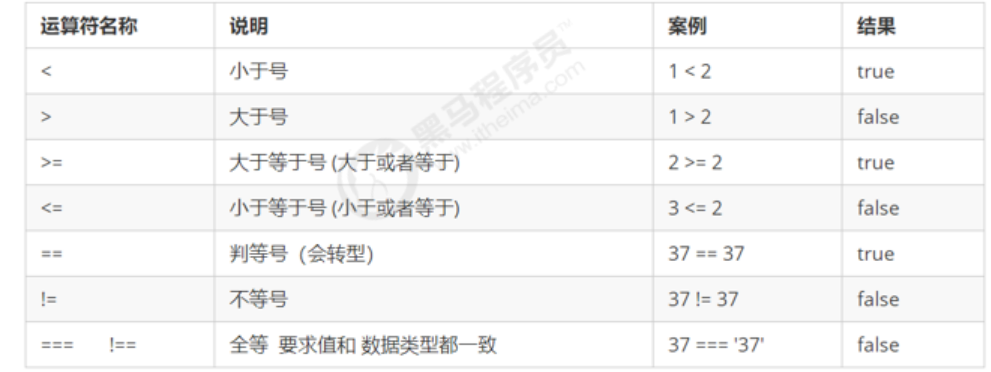 运算符名称 说明 案例 结果
< 小于号 1 < 2 true
> 大于号 1 > 2 false
>= 大于等于号 (大于或者等于) 2 >= 2 true
<= 小于等于号 (小于或者等于) 3 <= 2 false
== 判等号（会转型） 37 == 37 true
!= 不等号 37 != 37 false
=== !== 全等 要求值和 数据类型都一致 37 === '37' false
黑马程序员™
www.itheima.com